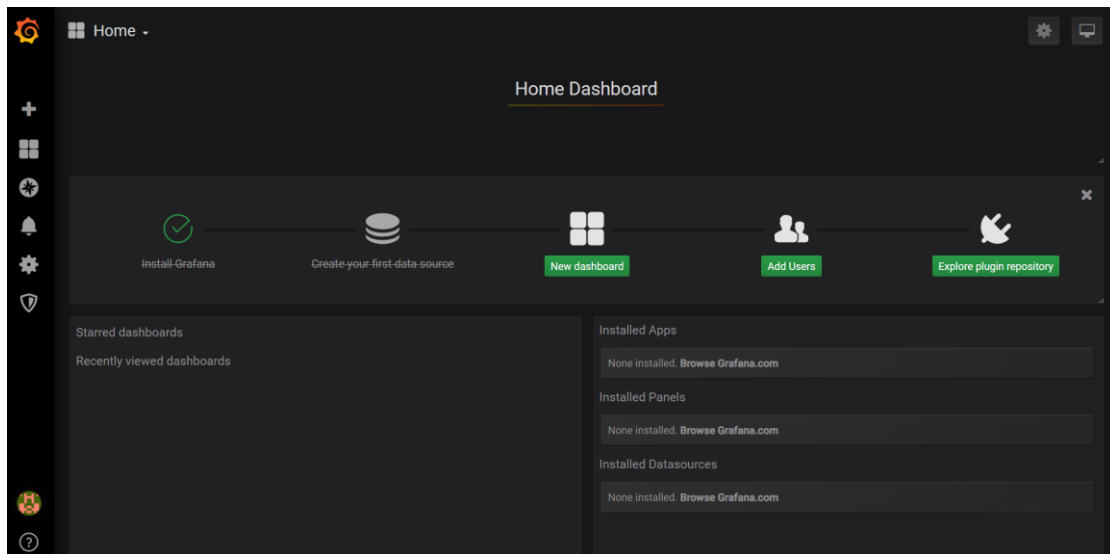 Home
Home Dashboard
Install Grafana
Create your first data source
New dashboard
Add Users
Explore plugin repository
Starred dashboards
Recently viewed dashboards
Installed Apps
None installed. Browse Grafana.com
Installed Panels
None installed. Browse Grafana.com
Installed Datasources
None installed. Browse Grafana.com